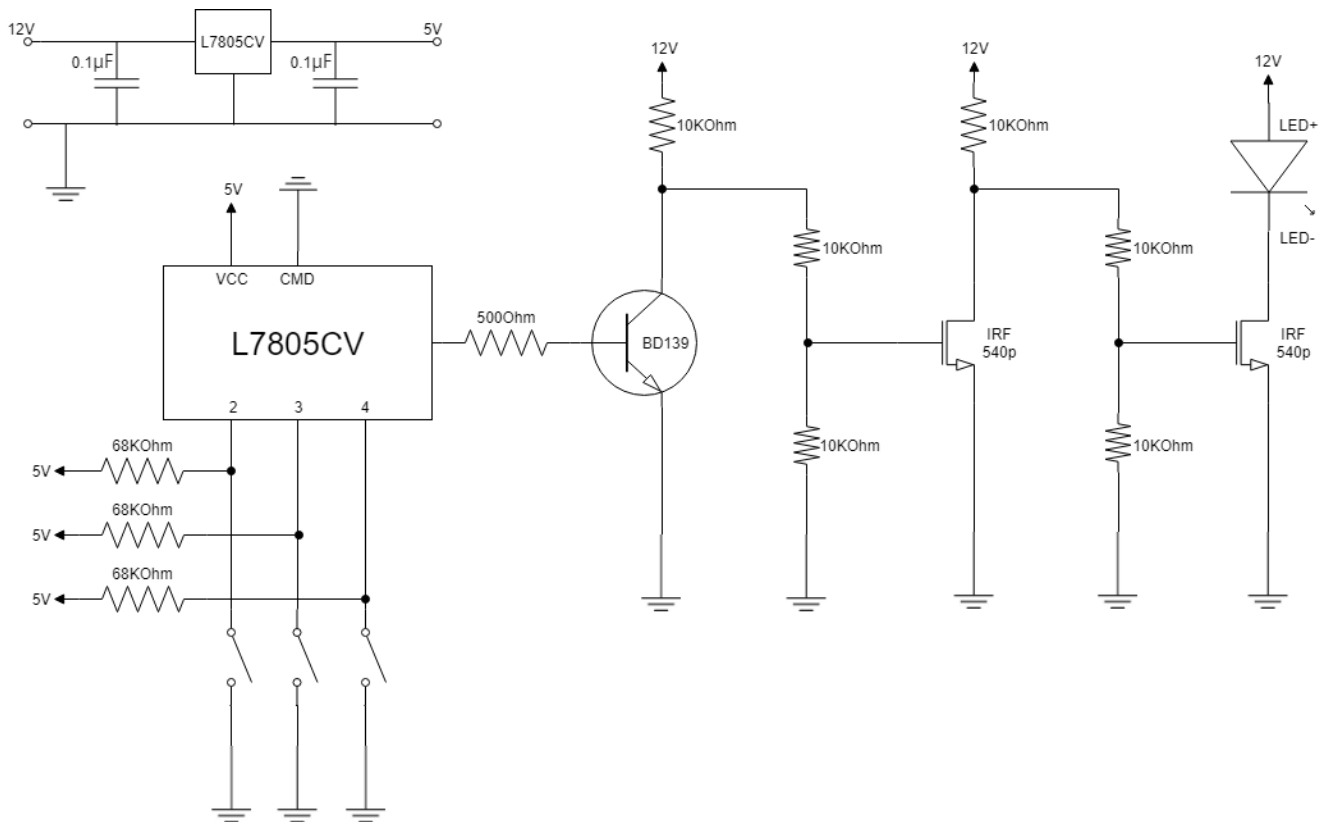 12V
L7805CV
5V
0.1µF
0.1µF
12V
12V
12V
10KOhm
10KOhm
LED+
LED-
5V
VCC
CMD
L7805CV
2
3
4
500Ohm
BD139
10KOhm
10KOhm
IRF
540p
10KOhm
10KOhm
IRF
540p
68KOhm
5V
68KOhm
5V
68KOhm
5V